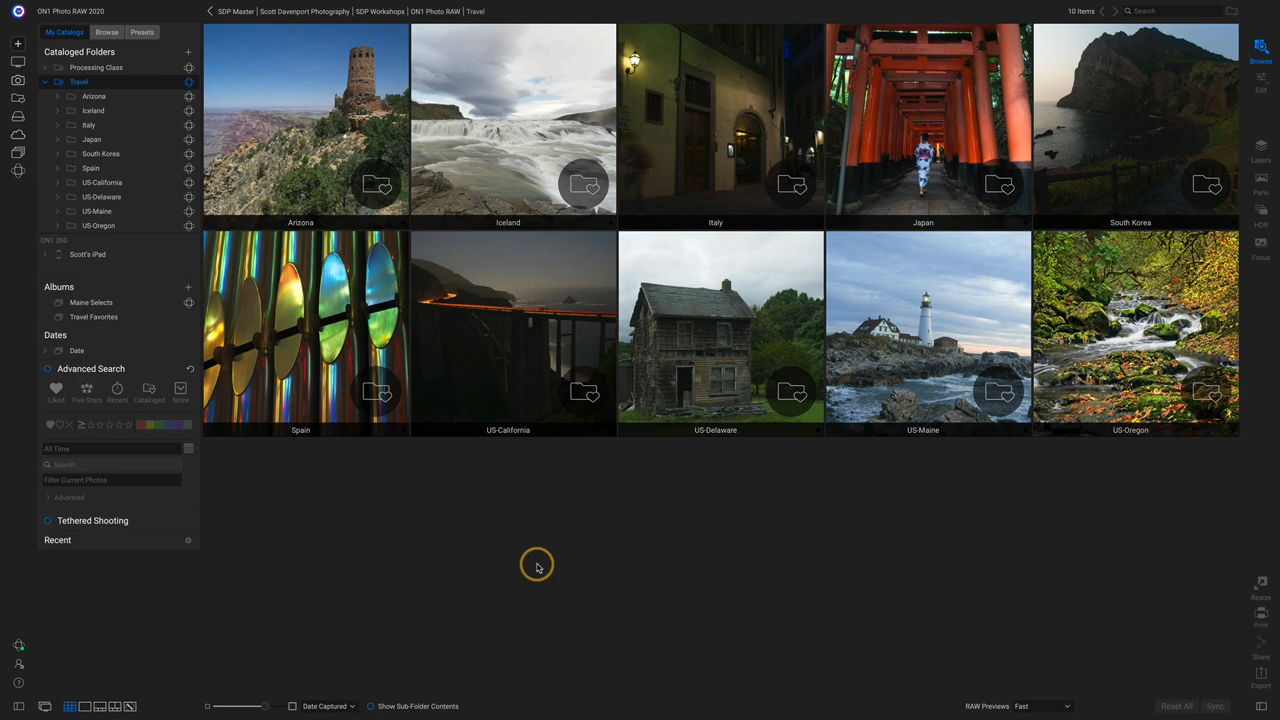 ON1 Photo RAW 2020
SDP Master | Scott Davenport Photography | SDP Workshops | ON1 Photo RAW | Travel
10 Items
Search
My Catalogs
Browse
Presets
Cataloged Folders
Processing Class
Travel
Arizona
Iceland
Italy
Japan
South Korea
Spain
US-California
US-Delaware
US-Maine
US-Oregon
ON1 360
Scott's iPad
Albums
Maine Selects
Travel Favorites
Dates
Date
Advanced Search
Liked
Five Stars
Recent
Cataloged
More
All Time
Search
Filter Current Photos
Advanced
Tethered Shooting
Recent
Arizona
Iceland
Italy
Japan
South Korea
Spain
US-California
US-Delaware
US-Maine
US-Oregon
Browse
Edit
Layers
Pano
HDR
Focus
Resize
Print
Share
Export
Date Captured
Show Sub-Folder Contents
RAW Previews
Fast
Reset All
Sync